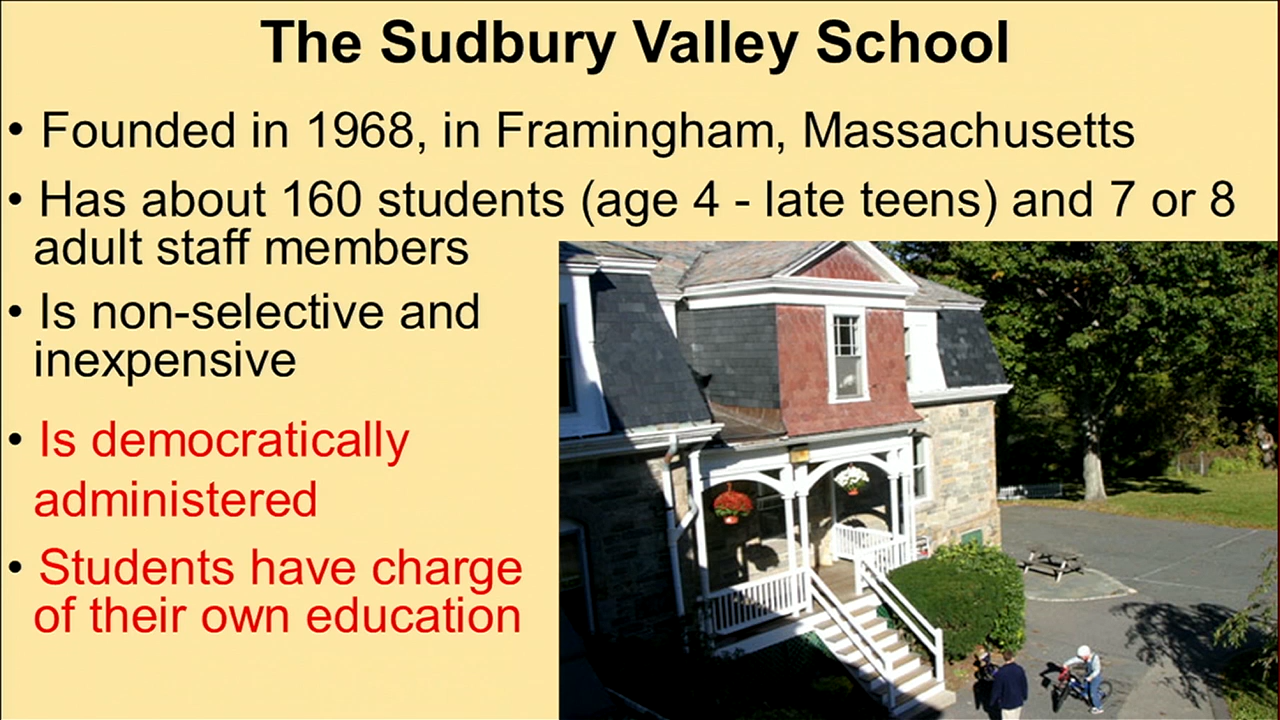 The Sudbury Valley School
• Founded in 1968, in Framingham, Massachusetts
• Has about 160 students (age 4 - late teens) and 7 or 8
adult staff members
• Is non-selective and
inexpensive
• Is democratically
administered
• Students have charge
of their own education